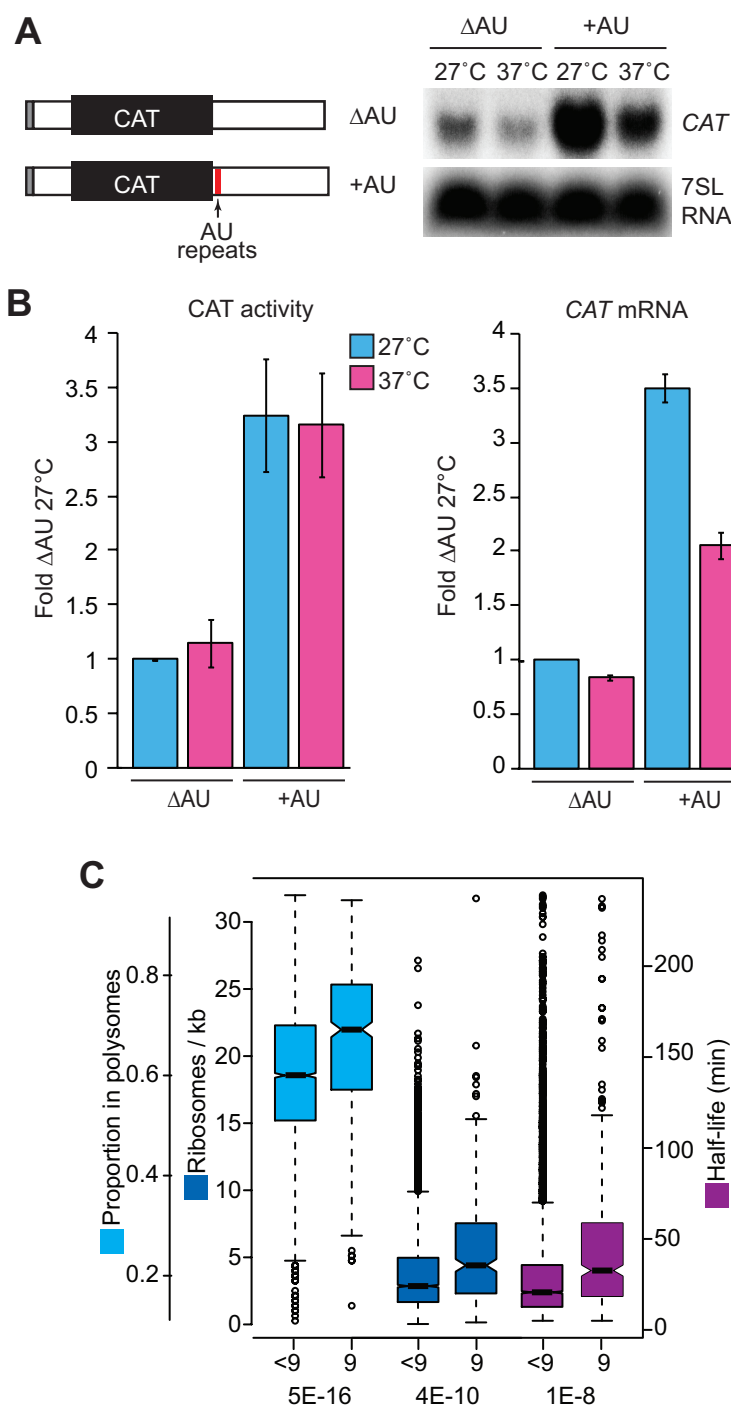 A
ΔAU +AU
27˚C 37˚C 27˚C 37˚C
CAT ΔAU
CAT
CAT +AU
7SL
RNA
AU
repeats
B
CAT activity
4
3.5
3
2.5
2
1.5
1
0.5
0
Fold ΔAU 27°C
ΔAU +AU
27˚C
37˚C
CAT mRNA
4
3.5
3
2.5
2
1.5
1
0.5
0
Fold ΔAU 27°C
ΔAU +AU
C
Proportion in polysomes
0.8
0.6
0.4
0.2
Ribosomes / kb
30
25
20
15
10
5
0
200
150
100
50
0
Half-life (min)
<9 9 <9 9 <9 9
5E-16 4E-10 1E-8